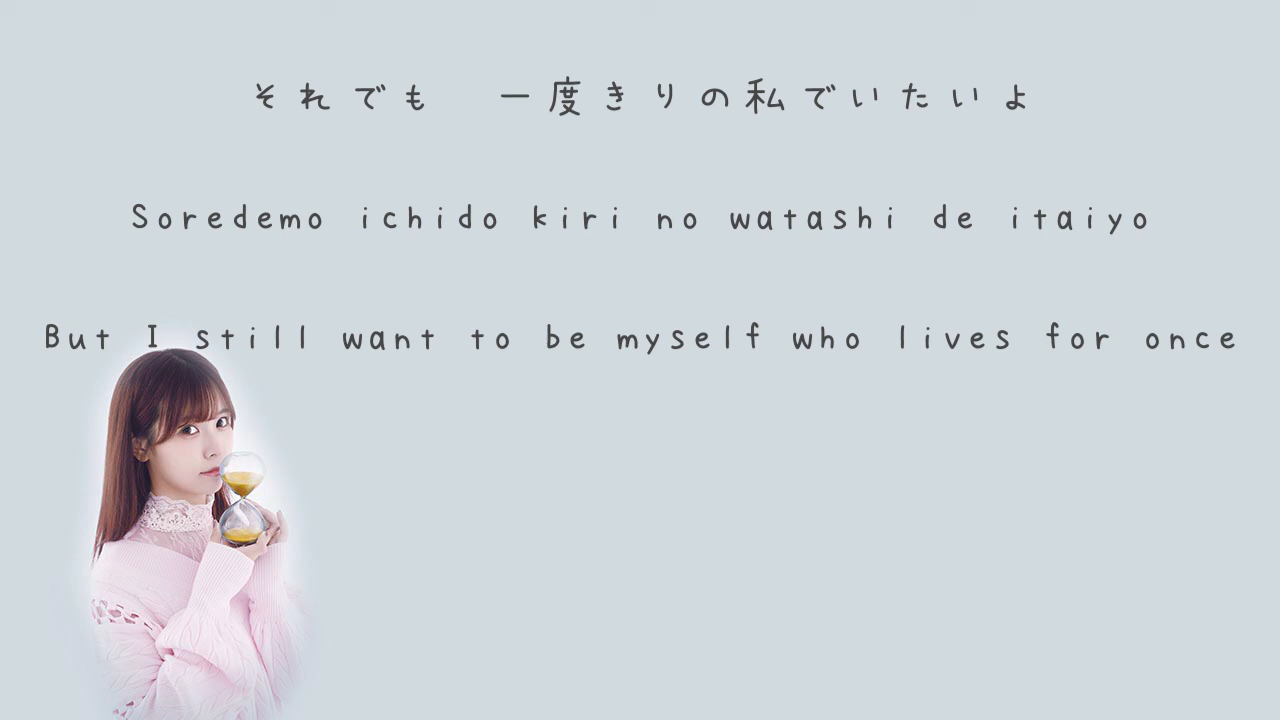 それでも　一度きりの私でいたいよ
Soredemo ichido kiri no watashi de itaiyo
But I still want to be myself who lives for once